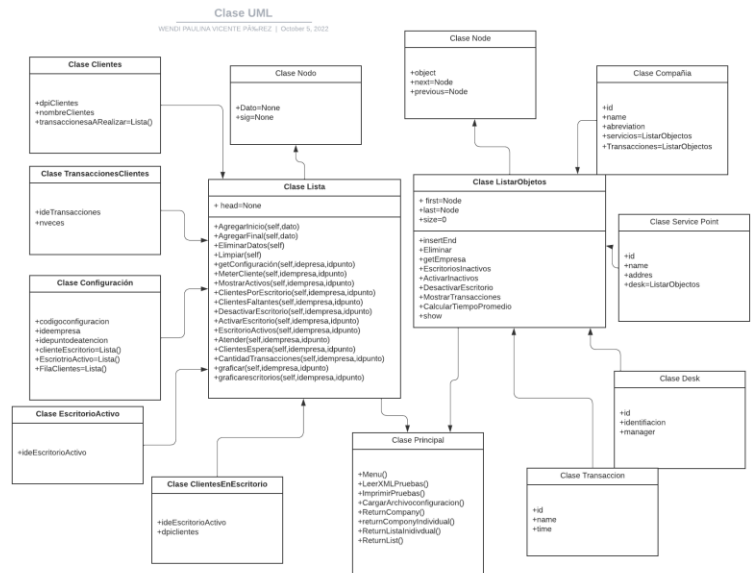 Clase UML
WENDI PAULINA VICENTE PÃ‰REZ | October 5, 2022
Clase Clientes
+dpiClientes
+nombreClientes
+transaccionesaARealizar=Lista()
Clase Nodo
+Dato=None
+sig=None
Clase Node
+object
+next=Node
+previous=Node
Clase Compañia
+id
+name
+abreviation
+servicios=ListarObjectos
+Transacciones=ListarObjectos
Clase TransaccionesClientes
+ideTransacciones
+nveces
Clase Lista
+ head=None
+AgregarInicio(self,dato)
+AgregarFinal(self,dato)
+EliminarDatos(self)
+Limpiar(self)
+getConfiguración(self,idepresa,idpunto)
+MeterCliente(self,idempresa,idpunto)
+MostrarActivos(self,idempresa,idpunto)
+ClientesPorEscritorio(self,idempresa,idpunto)
+ClientesFaltantes(self,idempresa,idpunto)
+DesactivarEscritorio(self,idempresa,idpunto)
+ActivarEscritorio(self,idempresa,idpunto)
+EscritorioActivos(self,idempresa,idpunto)
+Atender(self,idempresa,idpunto)
+ClientesEspera(self,idempresa,idpunto)
+CantidadTransacciones(self,idempresa,idpunto)
+graficar(self,idempresa,idpunto)
+graficarescritorios(self,idempresa,idpunto)
Clase ListarObjetos
+ first=Node
+last=Node
+size=0
+insertEnd
+Eliminar
+getEmpresa
+EscritoriosInactivos
+ActivarInactivos
+DesactivarEscritorio
+MostrarTransacciones
+CalcularTiempoPromedio
+show
Clase Service Point
+id
+name
+addres
+desk=ListarObjectos
Clase Configuración
+codigoconfiguracion
+ideempresa
+idepuntodeatencion
+clienteEscritorio=Lista()
+EscriotrioActivo=Lista()
+FilaClientes=Lista()
Clase EscritorioActivo
+ideEscritorioActivo
Clase ClientesEnEscritorio
+ideEscritorioActivo
+dpiclientes
Clase Principal
+Menu()
+LeerXMLPruebas()
+ImprimirPruebas()
+CargarArchivoconfiguracion()
+ReturnCompany()
+returnComponyIndividual()
+ReturnListaInidivdual()
+ReturnList()
Clase Desk
+id
+identifiacion
+manager
Clase Transaccion
+id
+name
+time